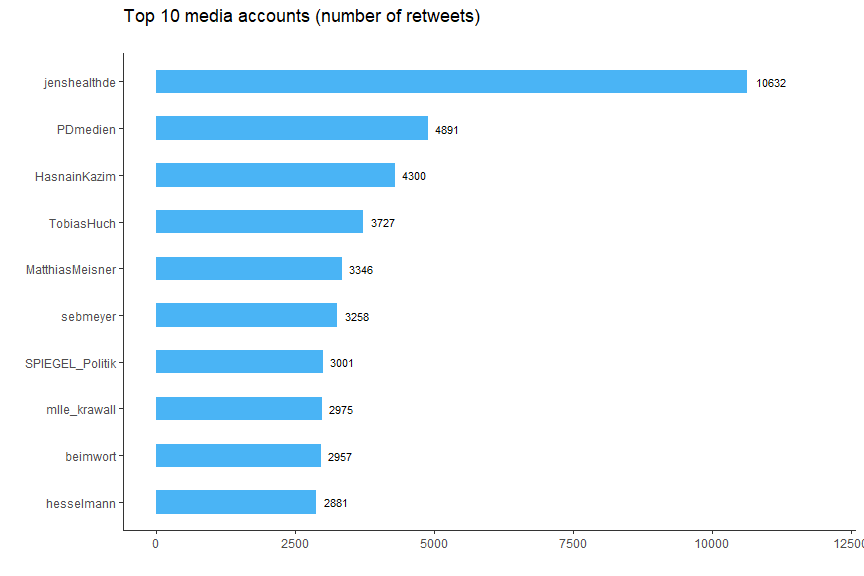 Top 10 media accounts (number of retweets)
jenshealthde 10632
PDmedien 4891
HasnainKazim 4300
TobiasHuch 3727
MatthiasMeisner 3346
sebmeyer 3258
SPIEGEL_Politik 3001
mlle_krawall 2975
beimwort 2957
hesselmann 2881
0 2500 5000 7500 10000 12500